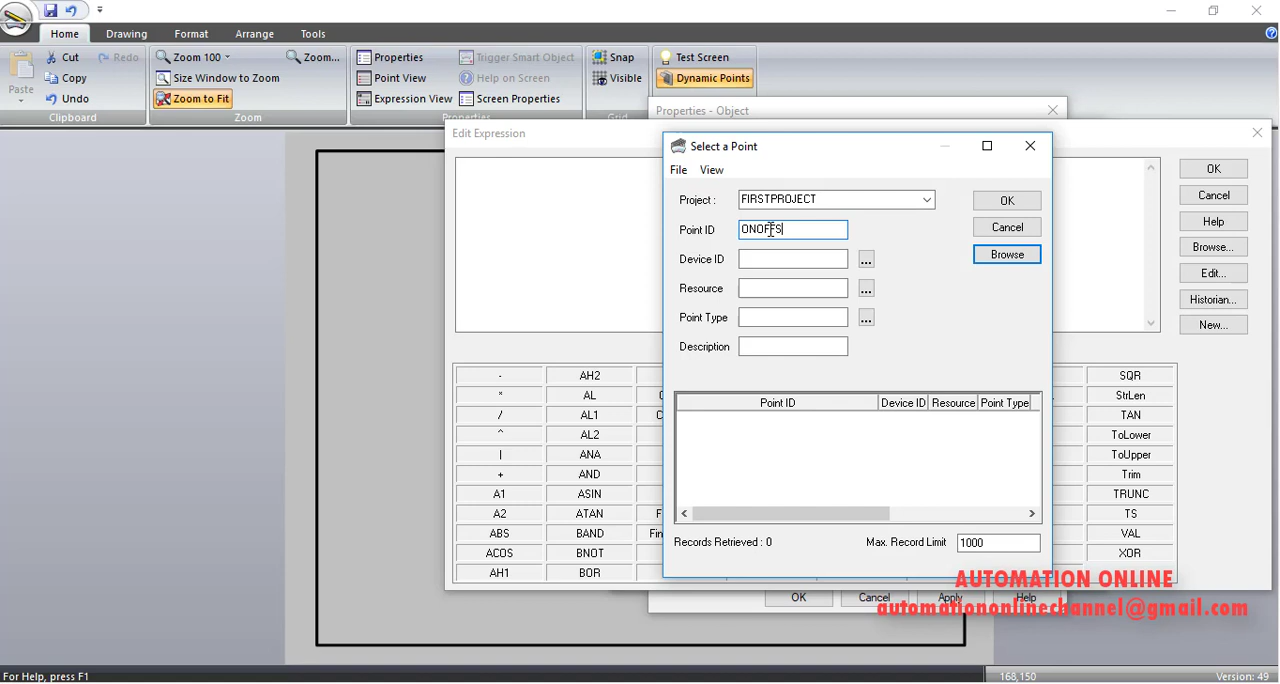 Home Drawing Format Arrange Tools
Paste Cut Redo Zoom 100 Zoom... Properties Trigger Smart Object Snap Test Screen
Copy Size Window to Zoom Point View Help on Screen Visible Dynamic Points
Undo Zoom to Fit Expression View Screen Properties
Clipboard Zoom Properties Grid
Properties - Object
Edit Expression
OK
Cancel
Help
Browse...
Edit...
Historian...
New...
Select a Point
File View
Project : FIRSTPROJECT OK
Point ID ONOFFS Cancel
Device ID ... Browse
Resource ...
Point Type ...
Description
Point ID Device ID Resource Point Type
Records Retrieved : 0 Max. Record Limit 1000
- AH2 SQR
* AL StrLen
/ AL1 TAN
^ AL2 ToLower
| ANA ToUpper
+ AND Trim
A1 ASIN TRUNC
A2 ATAN F TS
ABS BAND Fin VAL
ACOS BNOT XOR
AH1 BOR
OK Cancel Apply Help
AUTOMATION ONLINE
automationonlinechannel@gmail.com
For Help, press F1 168,150 Version: 49